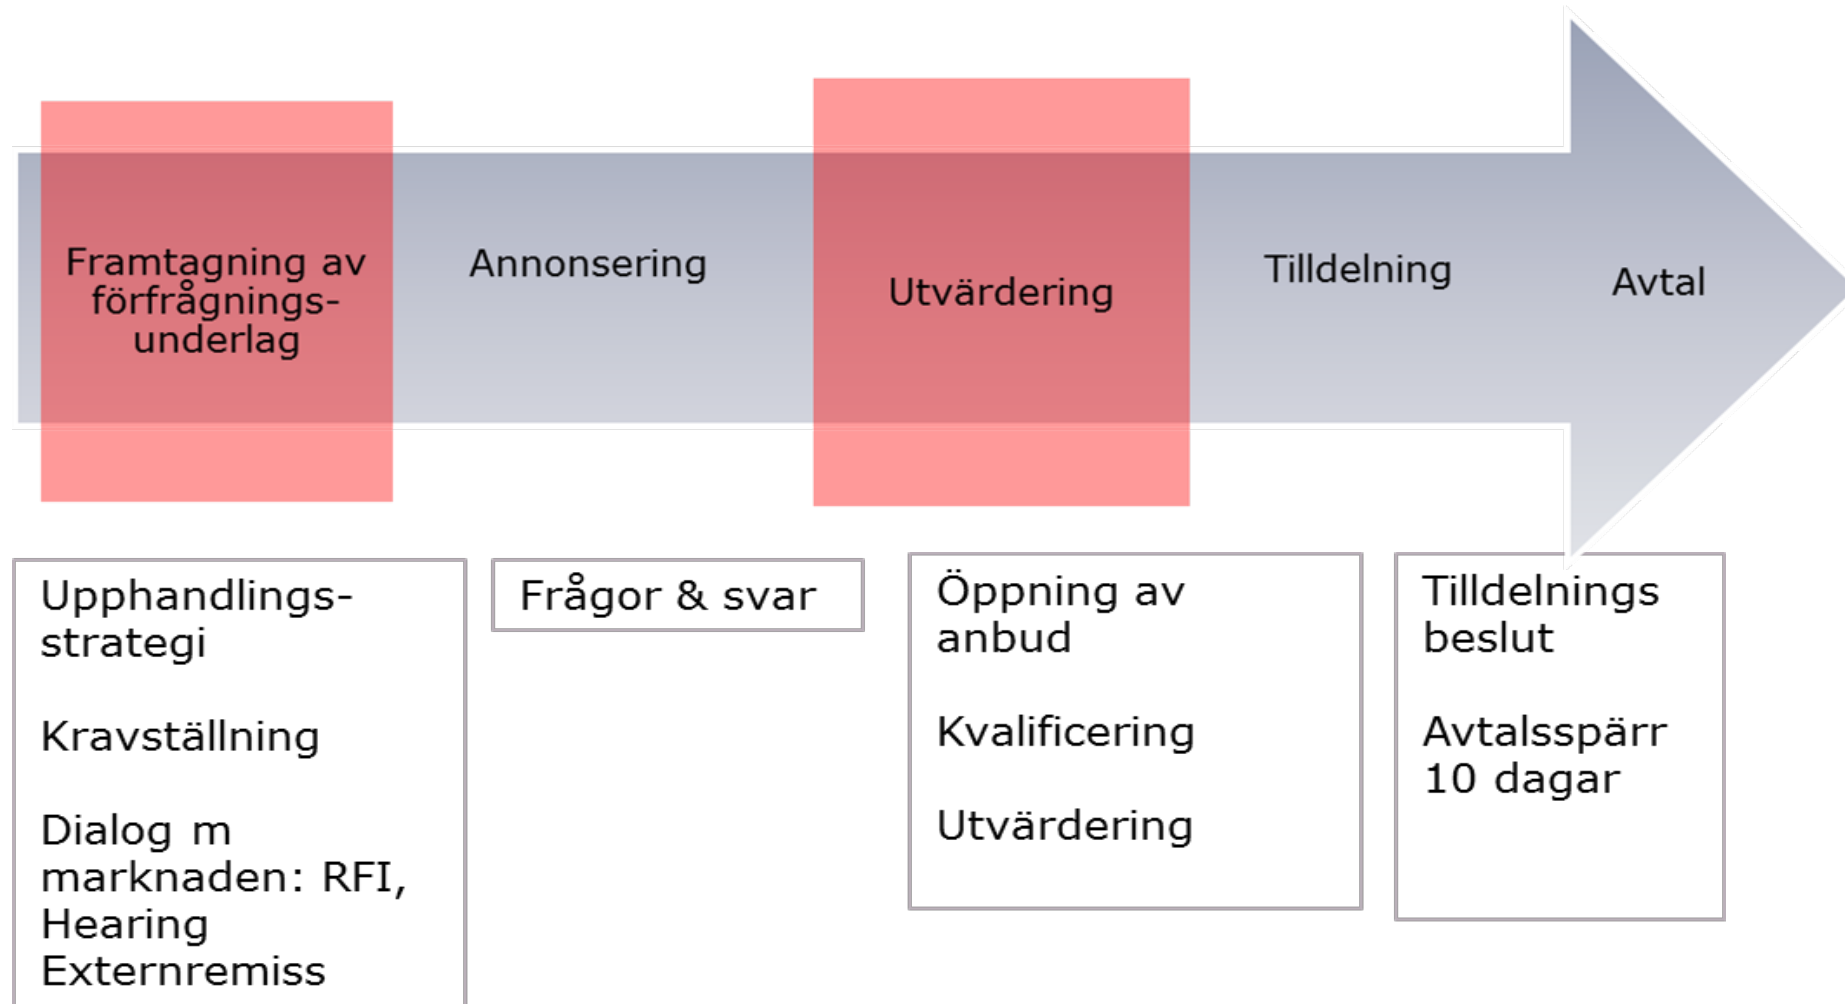 Framtagning av
förfrågnings-
underlag
Annonsering
Utvärdering
Tilldelning
Avtal
Upphandlings-
strategi
Kravställning
Dialog m
marknaden: RFI,
Hearing
Externremiss
Frågor & svar
Öppning av
anbud
Kvalificering
Utvärdering
Tilldelnings
beslut
Avtalsspärr
10 dagar